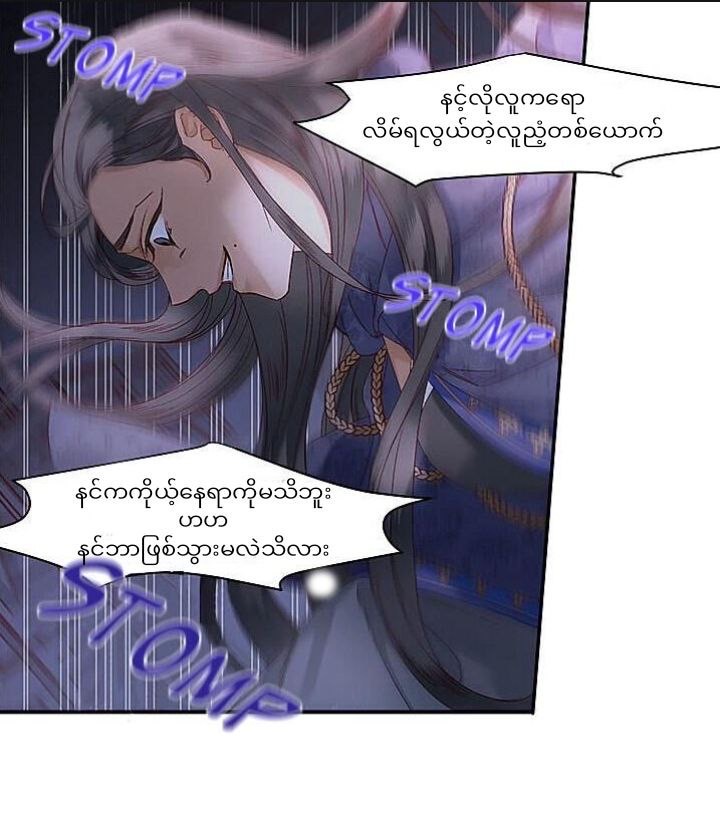 STOMP
နင့်လိုလူကရော
လိမ်ရလွယ်တဲ့လူညံ့တစ်ယောက်
STOMP
နင်ကကိုယ့်နေရာကိုမသိဘူး
ဟဟ
နင်ဘာဖြစ်သွားမလဲသိလား
STOMP